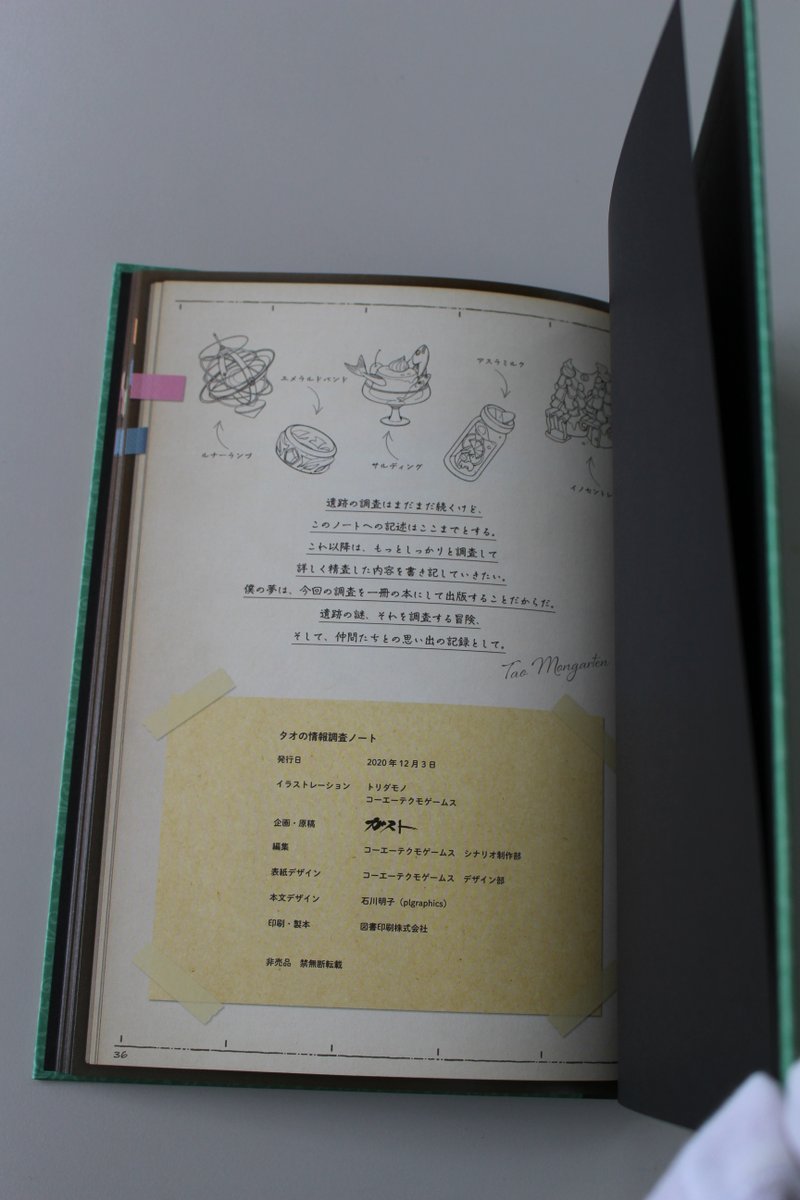 エメラルドバンド
アスラミルク
ルナーランプ
サルディング
イノセント
遺跡の調査はまだまだ続くけど、
このノートへの記述はここまでとする。
これ以降は、もっとしっかりと調査して
詳しく精査した内容を書き記していきたい。
僕の夢は、今回の調査を一冊の本にして出版することだからだ。
遺跡の謎、それを調査する冒険、
そして、仲間たちとの思い出の記録として。
Tao Mongarten
タオの情報調査ノート
発行日 2020年12月3日
イラストレーション トリダモノ
コーエーテクモゲームス
企画・原稿 ガスト
編集 コーエーテクモゲームス シナリオ制作部
表紙デザイン コーエーテクモゲームス デザイン部
本文デザイン 石川明子（plgraphics）
印刷・製本 図書印刷株式会社
非売品 禁無断転載
36